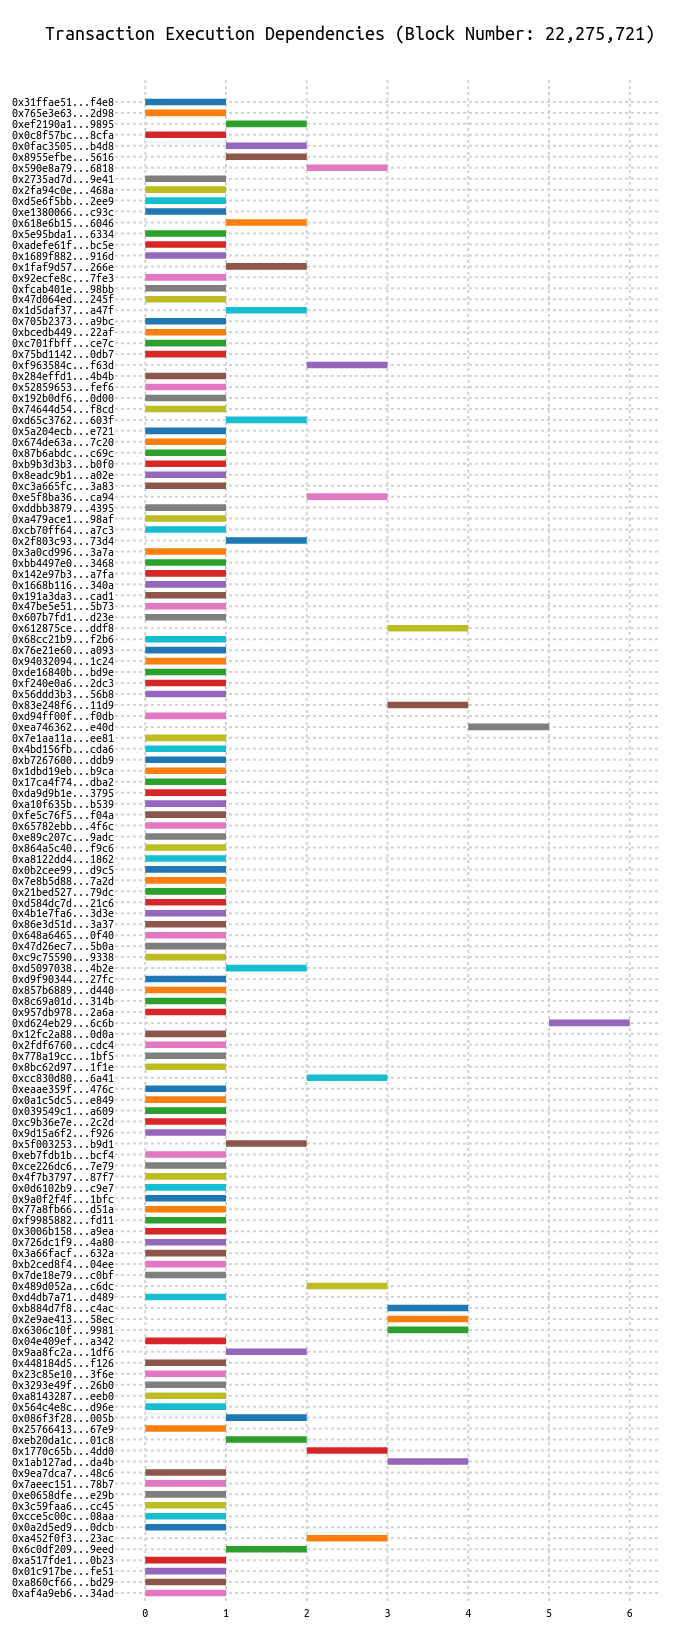 Transaction Execution Dependencies (Block Number: 22,275,721)
0x31ffae51...f4e8
0x765e3e63...2d98
0xef2190a1...9895
0x0c8f57bc...8cfa
0x0fac3505...b4d8
0x8955efbe...5616
0x590e8a79...6818
0x2735ad7d...9e41
0x2fa94c0e...468a
0xd5e6f5bb...2ee9
0xe1380066...c93c
0x618e6b15...6046
0x5e95bda1...6334
0xadefe61f...bc5e
0x1689f882...916d
0x1faf9d57...266e
0x92ecfe8c...7fe3
0xfcab401e...98bb
0x47d064ed...245f
0x1d5daf37...a47f
0x705b2373...a9bc
0xbcedb449...22af
0xc701fbff...ce7c
0x75bd1142...0db7
0xf963584c...f63d
0x284effd1...4b4b
0x52859653...fef6
0x192b0df6...0d00
0x74644d54...f8cd
0xd65c3762...603f
0x5a204ecb...e721
0x674de63a...7c20
0x87b6abdc...c69c
0xb9b3d3b3...b0f0
0x8eadc9b1...a02e
0xc3a665fc...3a83
0xe5f8ba36...ca94
0xddbb3879...4395
0xa479ace1...98af
0xcb70ff64...a7c3
0x2f803c93...73d4
0x3a0cd996...3a7a
0xbb4497e0...3468
0x142e97b3...a7fa
0x1668b116...340a
0x191a3da3...cad1
0x47be5e51...5b73
0x607b7fd1...d23e
0x612875ce...ddf8
0x68cc21b9...f2b6
0x76e21e60...a093
0x94032094...1c24
0xde16840b...bd9e
0xf240e0a6...2dc3
0x56ddd3b3...56b8
0x83e248f6...11d9
0xd94ff00f...f0db
0xea746362...e40d
0x7e1aa11a...ee81
0x4bd156fb...cda6
0xb7267600...ddb9
0x1dbd19eb...b9ca
0x17ca4f74...dba2
0xda9d9b1e...3795
0xa10f635b...b539
0xfe5c76f5...f04a
0x65782ebb...4f6c
0xe89c207c...9adc
0x864a5c40...f9c6
0xa8122dd4...1862
0x0b2cee99...d9c5
0x7e8b5d88...7a2d
0x21bed527...79dc
0xd584dc7d...21c6
0x4b1e7fa6...3d3e
0x86e3d51d...3a37
0x648a6465...0f40
0x47d26ec7...5b0a
0xc9c75590...9338
0xd5097038...4b2e
0xd9f90344...27fc
0x857b6889...d440
0x8c69a01d...314b
0x957db978...2a6a
0xd624eb29...6c6b
0x12fc2a88...0d0a
0x2fdf6760...cdc4
0x778a19cc...1bf5
0x8bc62d97...1f1e
0xcc830d80...6a41
0xeaae359f...476c
0x0a1c5dc5...e849
0x039549c1...a609
0xc9b36e7e...2c2d
0x9d15a6f2...f926
0x5f003253...b9d1
0xeb7fdb1b...bcf4
0xce226dc6...7e79
0x4f7b3797...87f7
0x0d6102b9...c9e7
0x9a0f2f4f...1bfc
0x77a8fb66...d51a
0xf9985882...fd11
0x3006b158...a9ea
0x726dc1f9...4a80
0x3a66facf...632a
0xb2ced8f4...04ee
0x7de18e79...c0bf
0x489d052a...c6dc
0xd4db7a71...d489
0xb884d7f8...c4ac
0x2e9ae413...58ec
0x6306c10f...9981
0x04e409ef...a342
0x9aa8fc2a...1df6
0x448184d5...f126
0x23c85e10...3f6e
0x3293e49f...26b0
0xa8143287...eeb0
0x564c4e8c...d96e
0x086f3f28...005b
0x25766413...67e9
0xeb20da1c...01c8
0x1770c65b...4dd0
0x1ab127ad...da4b
0x9ea7dca7...48c6
0x7aeec151...78b7
0xe0658dfe...e29b
0x3c59faa6...cc45
0xcce5c00c...08aa
0x0a2d5ed9...0dcb
0xa452f0f3...23ac
0x6c0df209...9eed
0xa517fde1...0b23
0x01c917be...fe51
0xa860cf66...bd29
0xaf4a9eb6...34ad
0 1 2 3 4 5 6